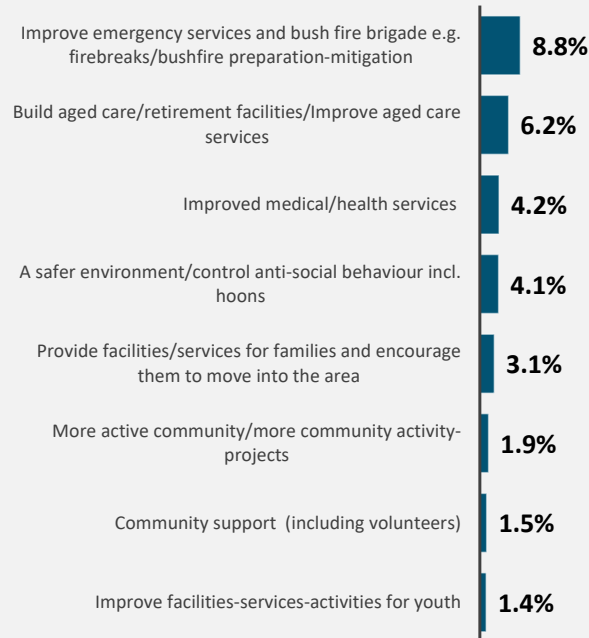 Improve emergency services and bush fire brigade e.g.
firebreaks/bushfire preparation-mitigation
8.8%
Build aged care/retirement facilities/Improve aged care
services
6.2%
Improved medical/health services
4.2%
A safer environment/control anti-social behaviour incl.
hoons
4.1%
Provide facilities/services for families and encourage
them to move into the area
3.1%
More active community/more community activity-
projects
1.9%
Community support (including volunteers)
1.5%
Improve facilities-services-activities for youth
1.4%